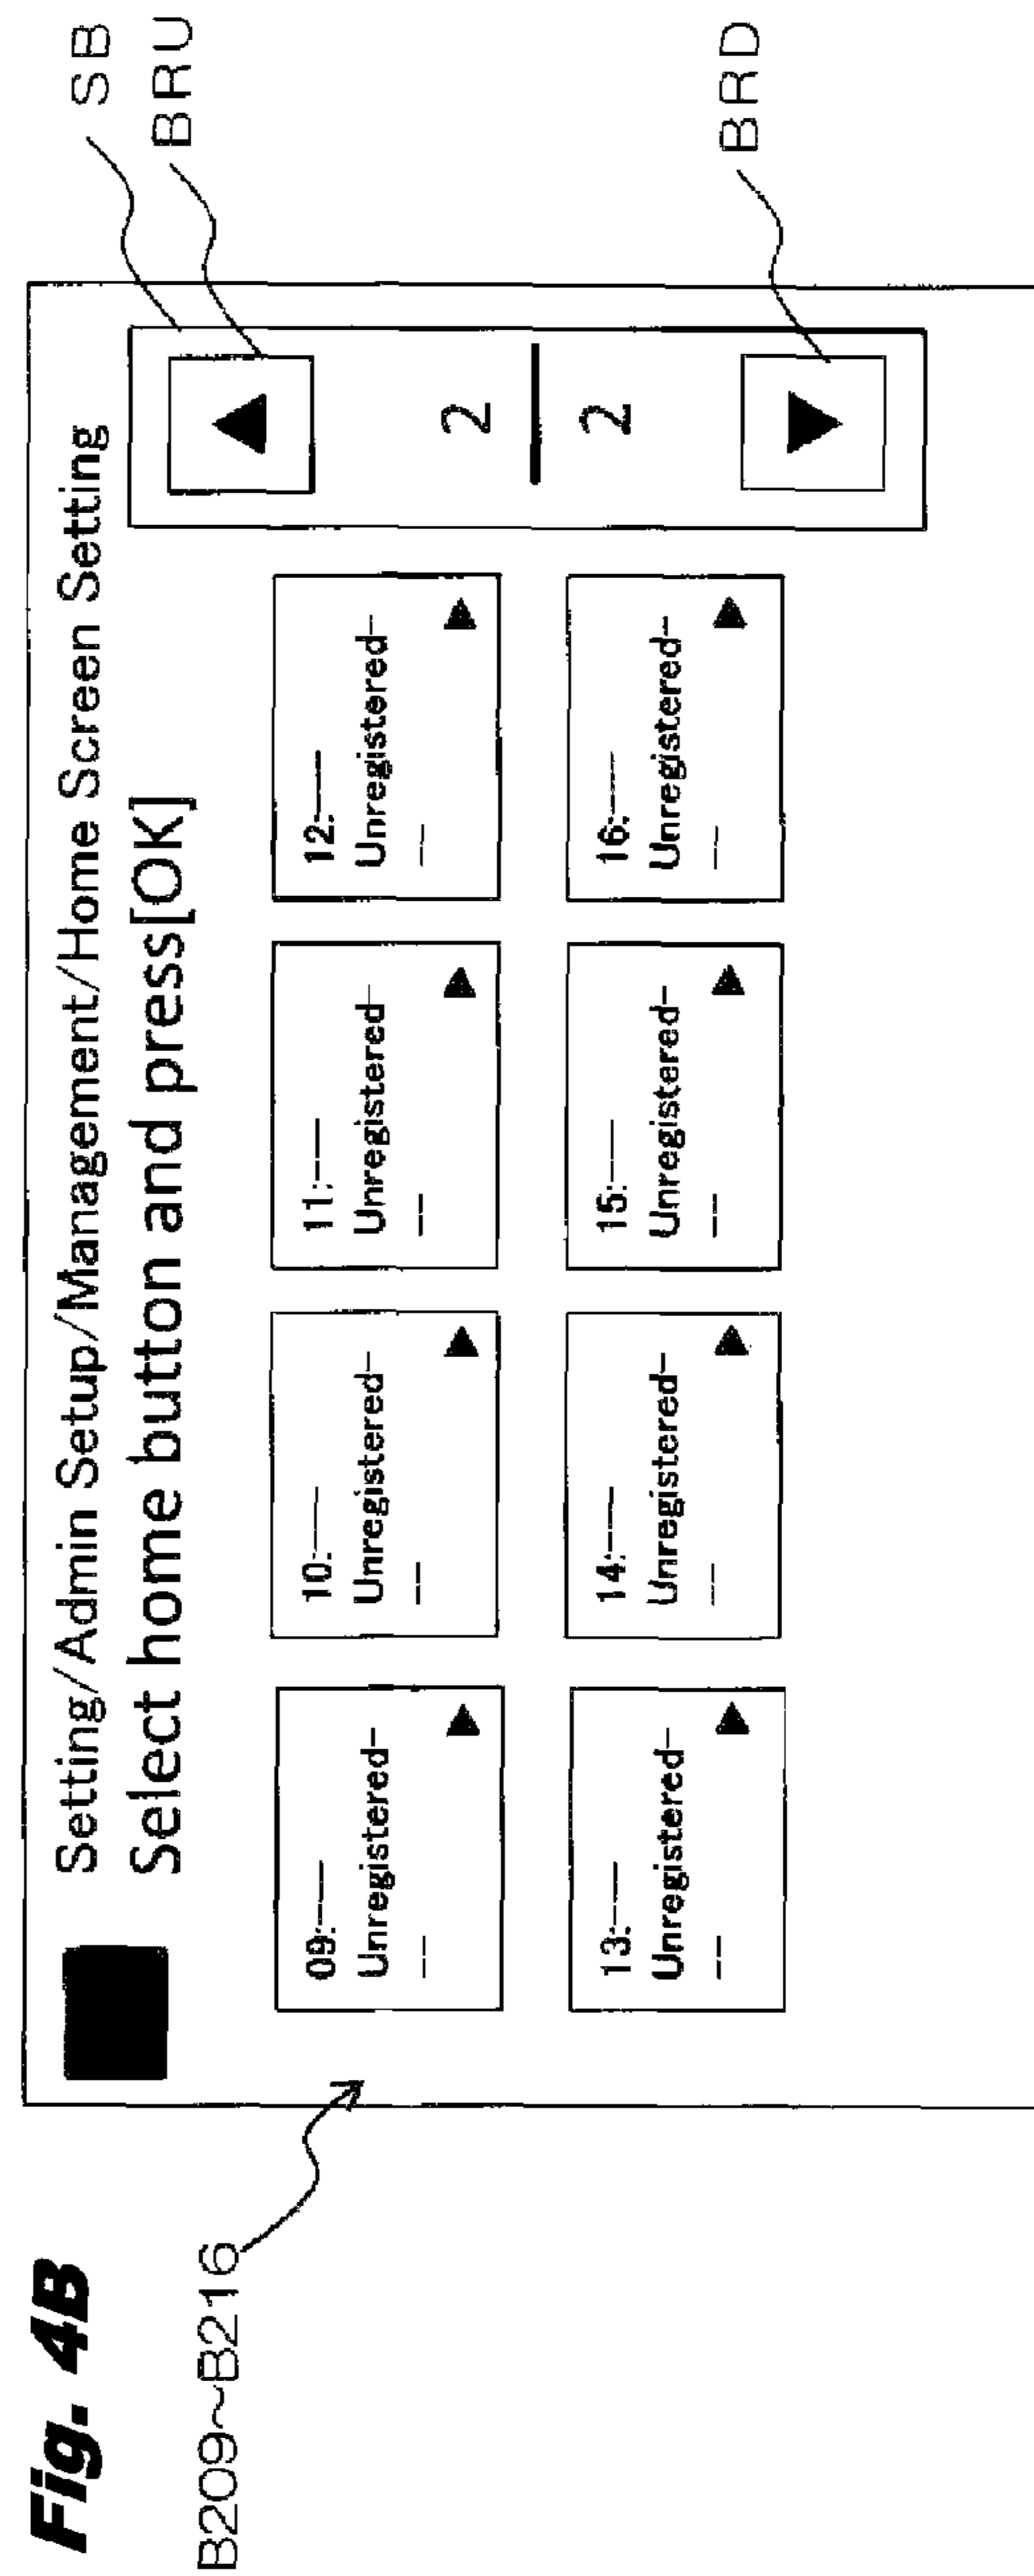 Fig. 4B
B209~B216
Setting/Admin Setup/Management/Home Screen Setting
Select home button and press[OK]
09:——
Unregistered–
——
10:——
Unregistered–
——
11:——
Unregistered–
——
12:——
Unregistered–
——
13:——
Unregistered–
——
14:——
Unregistered–
——
15:——
Unregistered–
——
16:——
Unregistered–
——
2
2
SB
BRU
BRD